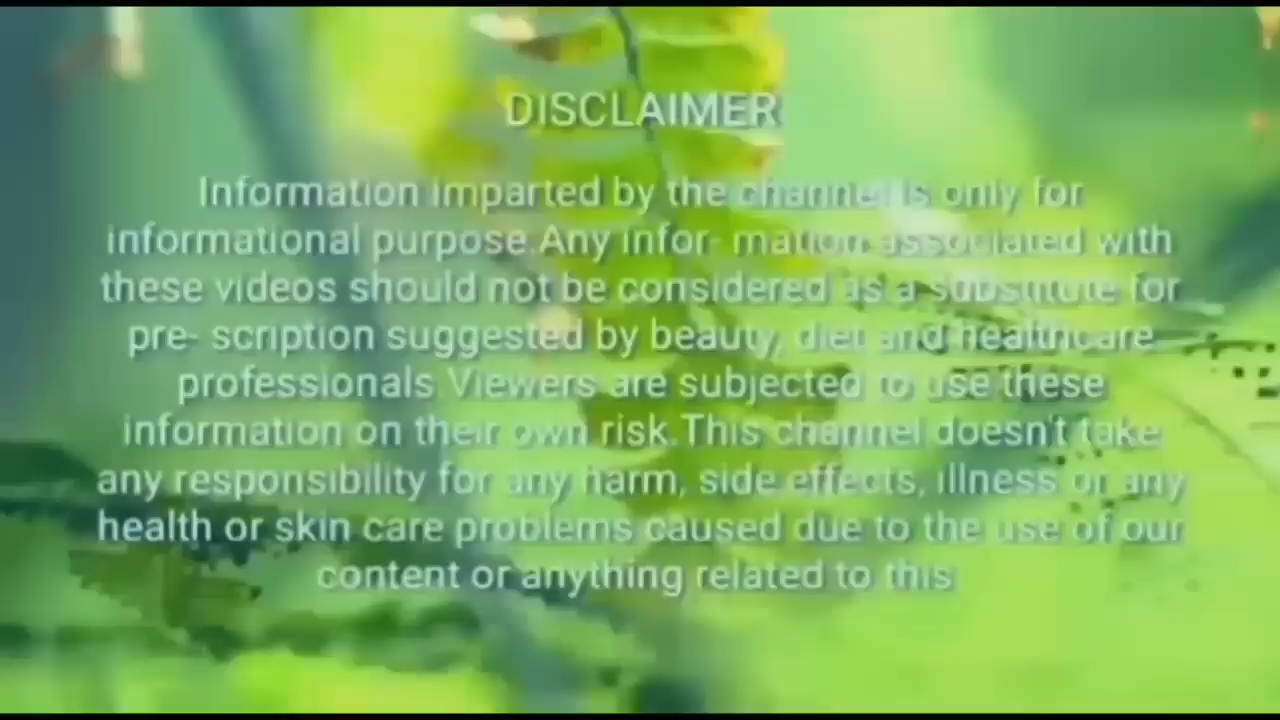 DISCLAIMER
Information imparted by the channel is only for
informational purpose.Any infor- mation associated with
these videos should not be considered as a substitute for
pre- scription suggested by beauty, diet and healthcare
professionals.Viewers are subjected to use these
information on their own risk.This channel doesn't take
any responsibility for any harm, side effects, illness or any
health or skin care problems caused due to the use of our
content or anything related to this